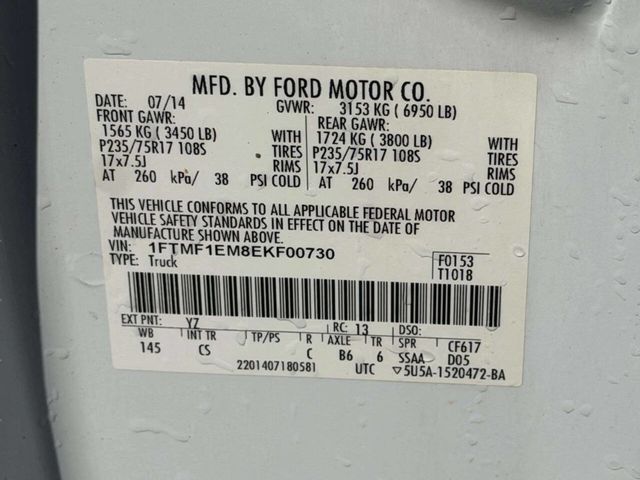 MFD. BY FORD MOTOR CO.
DATE: 07/14 GVWR: 3153 KG ( 6950 LB)
FRONT GAWR: REAR GAWR:
1565 KG ( 3450 LB) WITH 1724 KG ( 3800 LB) WITH
P235/75R17 108S TIRES P235/75R17 108S TIRES
17x7.5J RIMS 17x7.5J RIMS
AT 260 kPa/ 38 PSI COLD AT 260 kPa/ 38 PSI COLD
THIS VEHICLE CONFORMS TO ALL APPLICABLE FEDERAL MOTOR
VEHICLE SAFETY STANDARDS IN EFFECT ON THE DATE OF
MANUFACTURE SHOWN ABOVE.
VIN: 1FTMF1EM8EKF00730 F0153
TYPE: Truck T1018
EXT PNT: YZ RC: 13 DSO:
WB INT TR TP/PS R AXLE TR SPR CF617
145 CS C B6 6 SSAA D05
2201407180581 UTC ▽5U5A-1520472-BA